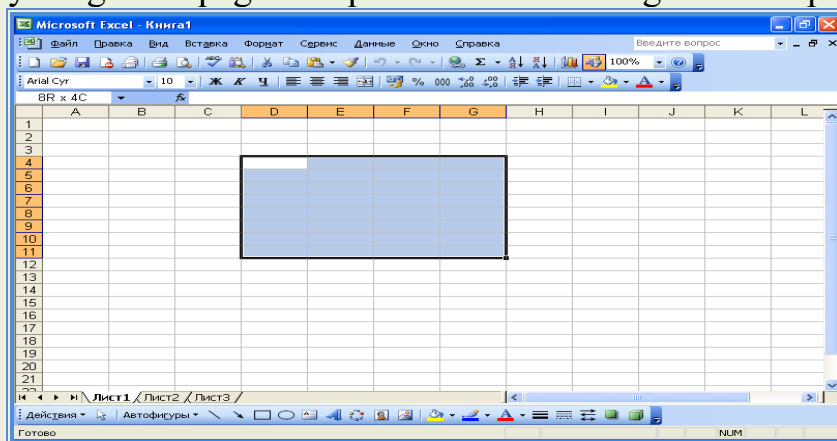 Microsoft Excel - Книга1
Файл Правка Вид Вставка Формат Сервис Данные Окно Справка Введите вопрос
100%
Arial Cyr 10 Ж К Ч % 000
8R x 4C fx
A B C D E F G H I J K L
1
2
3
4
5
6
7
8
9
10
11
12
13
14
15
16
17
18
19
20
21
Лист1 Лист2 Лист3
Действия Автофигуры
Готово NUM